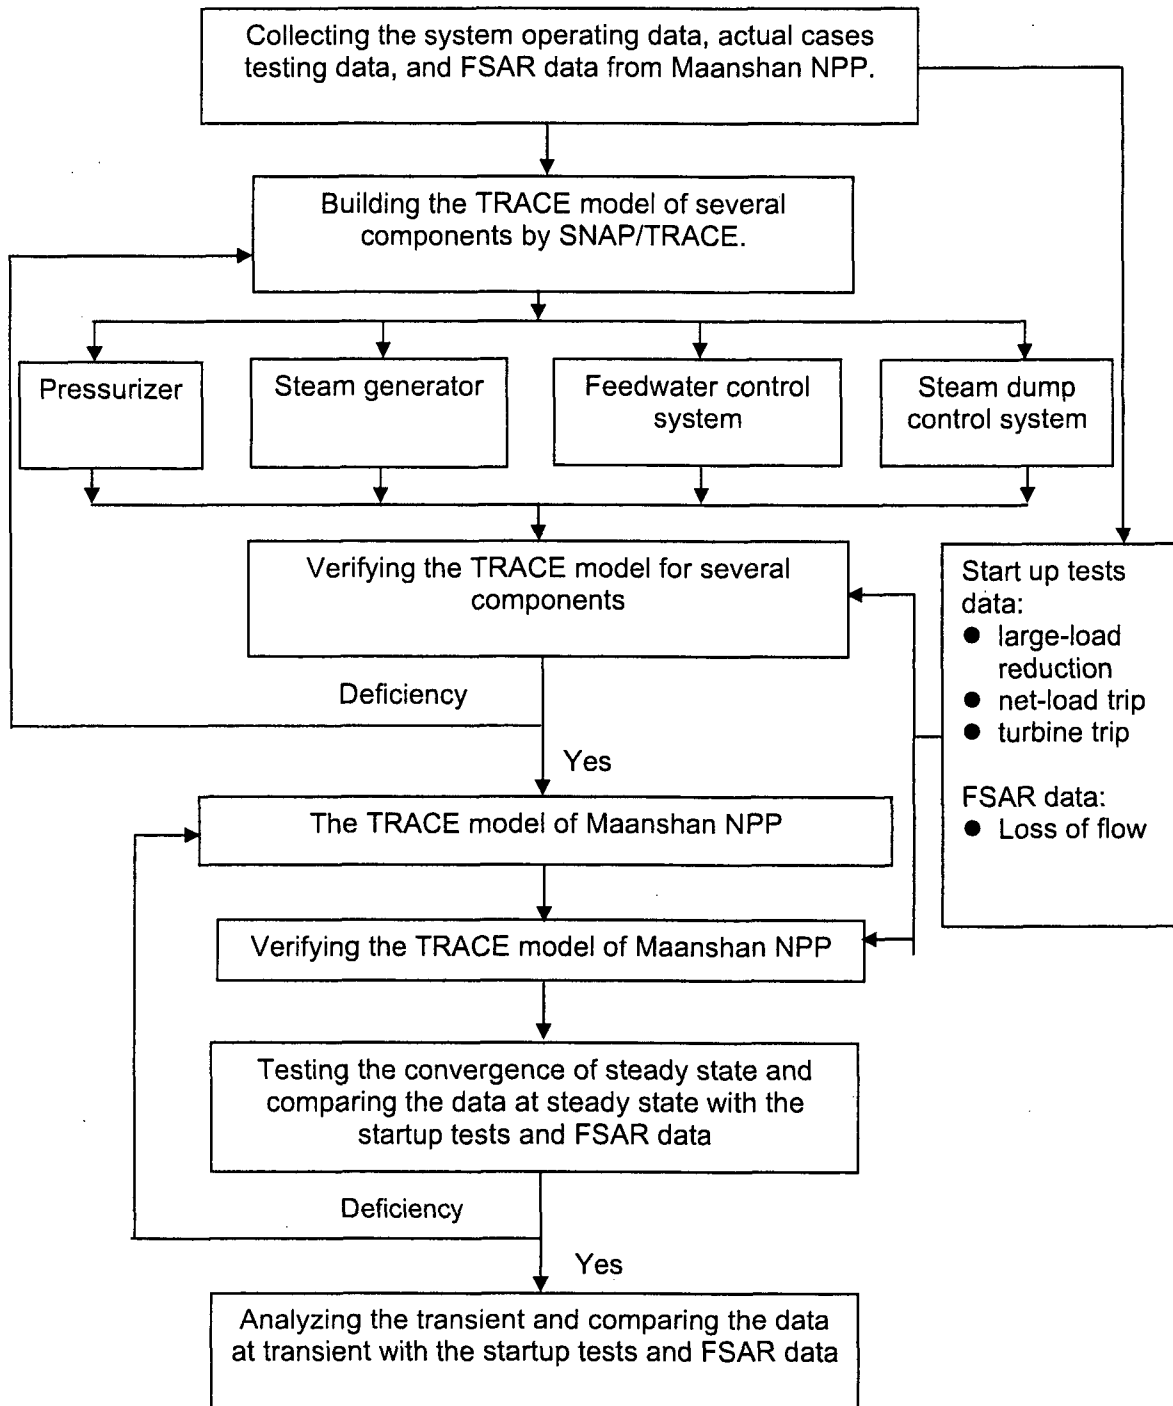 Collecting the system operating data, actual cases
testing data, and FSAR data from Maanshan NPP.
Building the TRACE model of several
components by SNAP/TRACE.
Pressurizer
Steam generator
Feedwater control
system
Steam dump
control system
Verifying the TRACE model for several
components
Start up tests
data:
● large-load
reduction
● net-load trip
● turbine trip
FSAR data:
● Loss of flow
Deficiency
Yes
The TRACE model of Maanshan NPP
Verifying the TRACE model of Maanshan NPP
Testing the convergence of steady state and
comparing the data at steady state with the
startup tests and FSAR data
Deficiency
Yes
Analyzing the transient and comparing the data
at transient with the startup tests and FSAR data